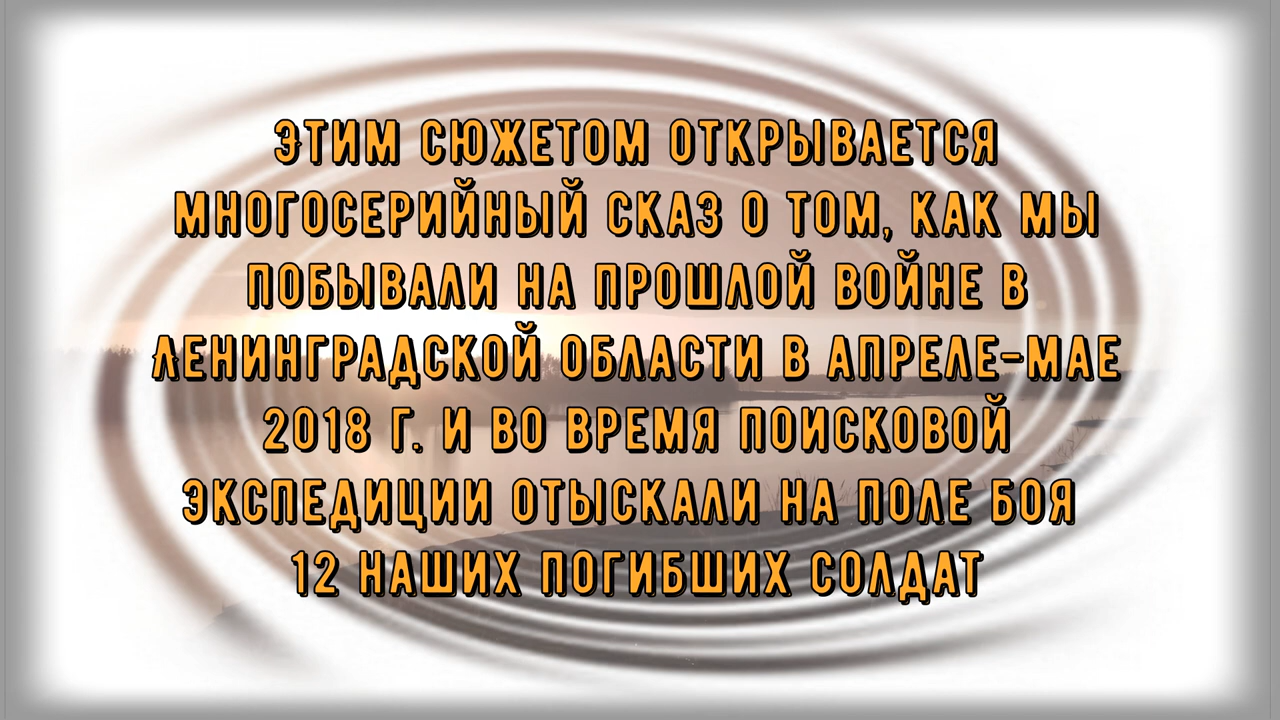 ЭТИМ СЮЖЕТОМ ОТКРЫВАЕТСЯ
МНОГОСЕРИЙНЫЙ СКАЗ О ТОМ, КАК МЫ
ПОБЫВАЛИ НА ПРОШЛОЙ ВОЙНЕ В
ЛЕНИНГРАДСКОЙ ОБЛАСТИ В АПРЕЛЕ-МАЕ
2018 Г. И ВО ВРЕМЯ ПОИСКОВОЙ
ЭКСПЕДИЦИИ ОТЫСКАЛИ НА ПОЛЕ БОЯ
12 НАШИХ ПОГИБШИХ СОЛДАТ